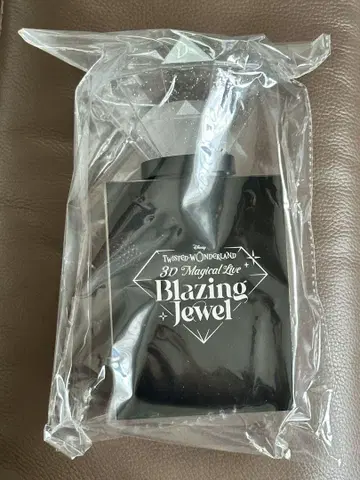 Disney
TWISTED WONDERLAND
3D Magical Live
Blazing
Jewel